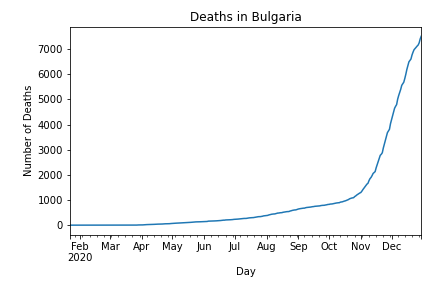 Deaths in Bulgaria
Number of Deaths
7000
6000
5000
4000
3000
2000
1000
0
Feb Mar Apr May Jun Jul Aug Sep Oct Nov Dec
2020
Day